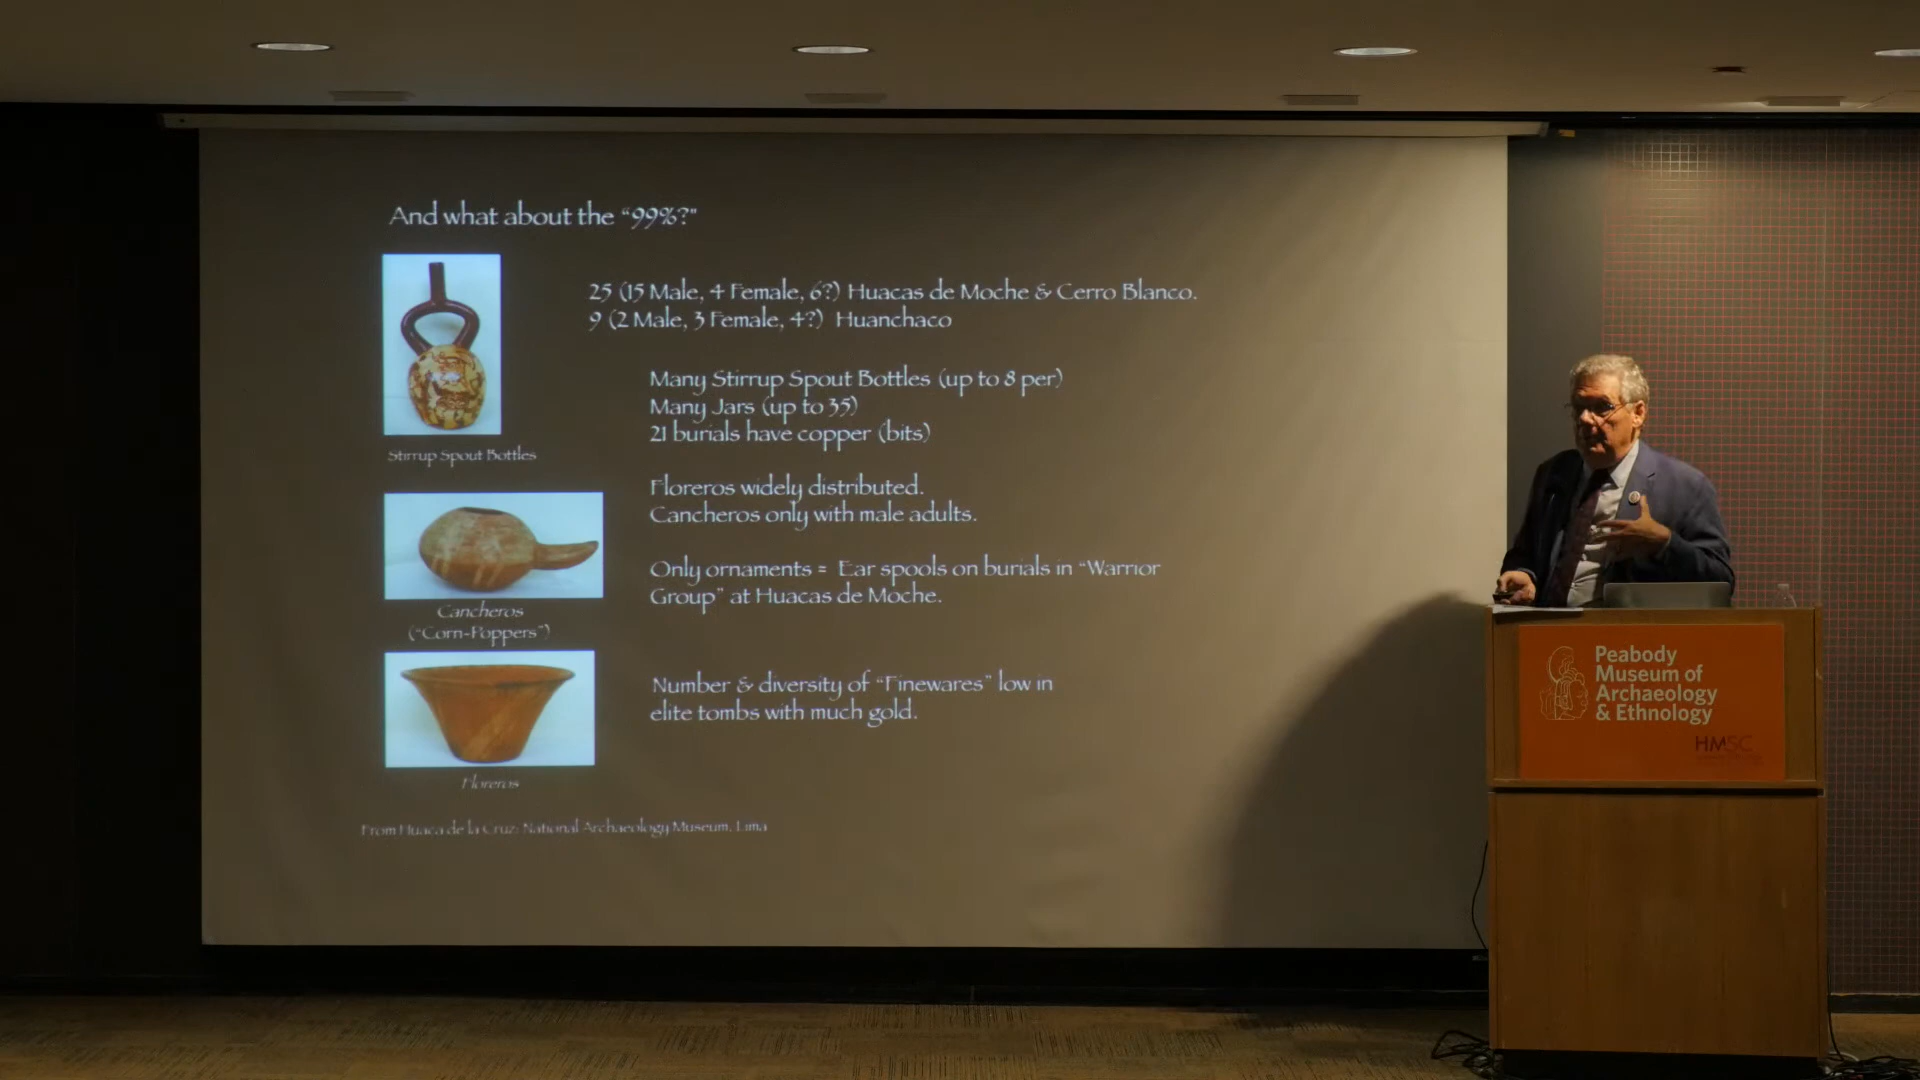 And what about the “99%?"
25 (15 Male, 4 Female, 6?) Huacas de Moche & Cerro Blanco.
9 (2 Male, 3 Female, 4?) Huanchaco
Many Stirrup Spout Bottles (up to 8 per)
Many Jars (up to 35)
21 burials have copper (bits)
Stirrup Spout Bottles
Floreros widely distributed.
Cancheros only with male adults.
Only ornaments = Ear spools on burials in “Warrior
Group” at Huacas de Moche.
Cancheros
(“Corn-Poppers”)
Number & diversity of “Finewares” low in
elite tombs with much gold.
Floreros
From Huaca de la Cruz: National Archaeology Museum, Lima
Peabody
Museum of
Archaeology
& Ethnology
HMSC